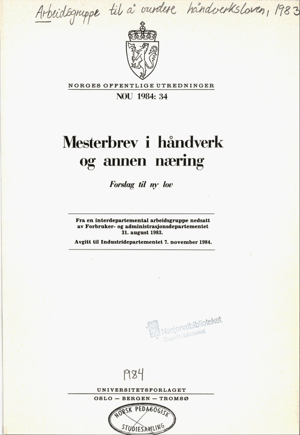 Arbeidsgruppe til å vurdere håndverksloven, 1983
NORGES OFFENTLIGE UTREDNINGER
NOU 1984: 34
Mesterbrev i håndverk
og annen næring
Forslag til ny lov
Fra en interdepartemental arbeidsgruppe nedsatt
av Forbruker- og administrasjonsdepartementet
31. august 1983.
Avgitt til Industridepartementet 7. november 1984.
Nasjonalbiblioteket
1984
UNIVERSITETSFORLAGET
OSLO — BERGEN — TROMSØ
NORSK PEDAGOGISK
STUDIESAMLING